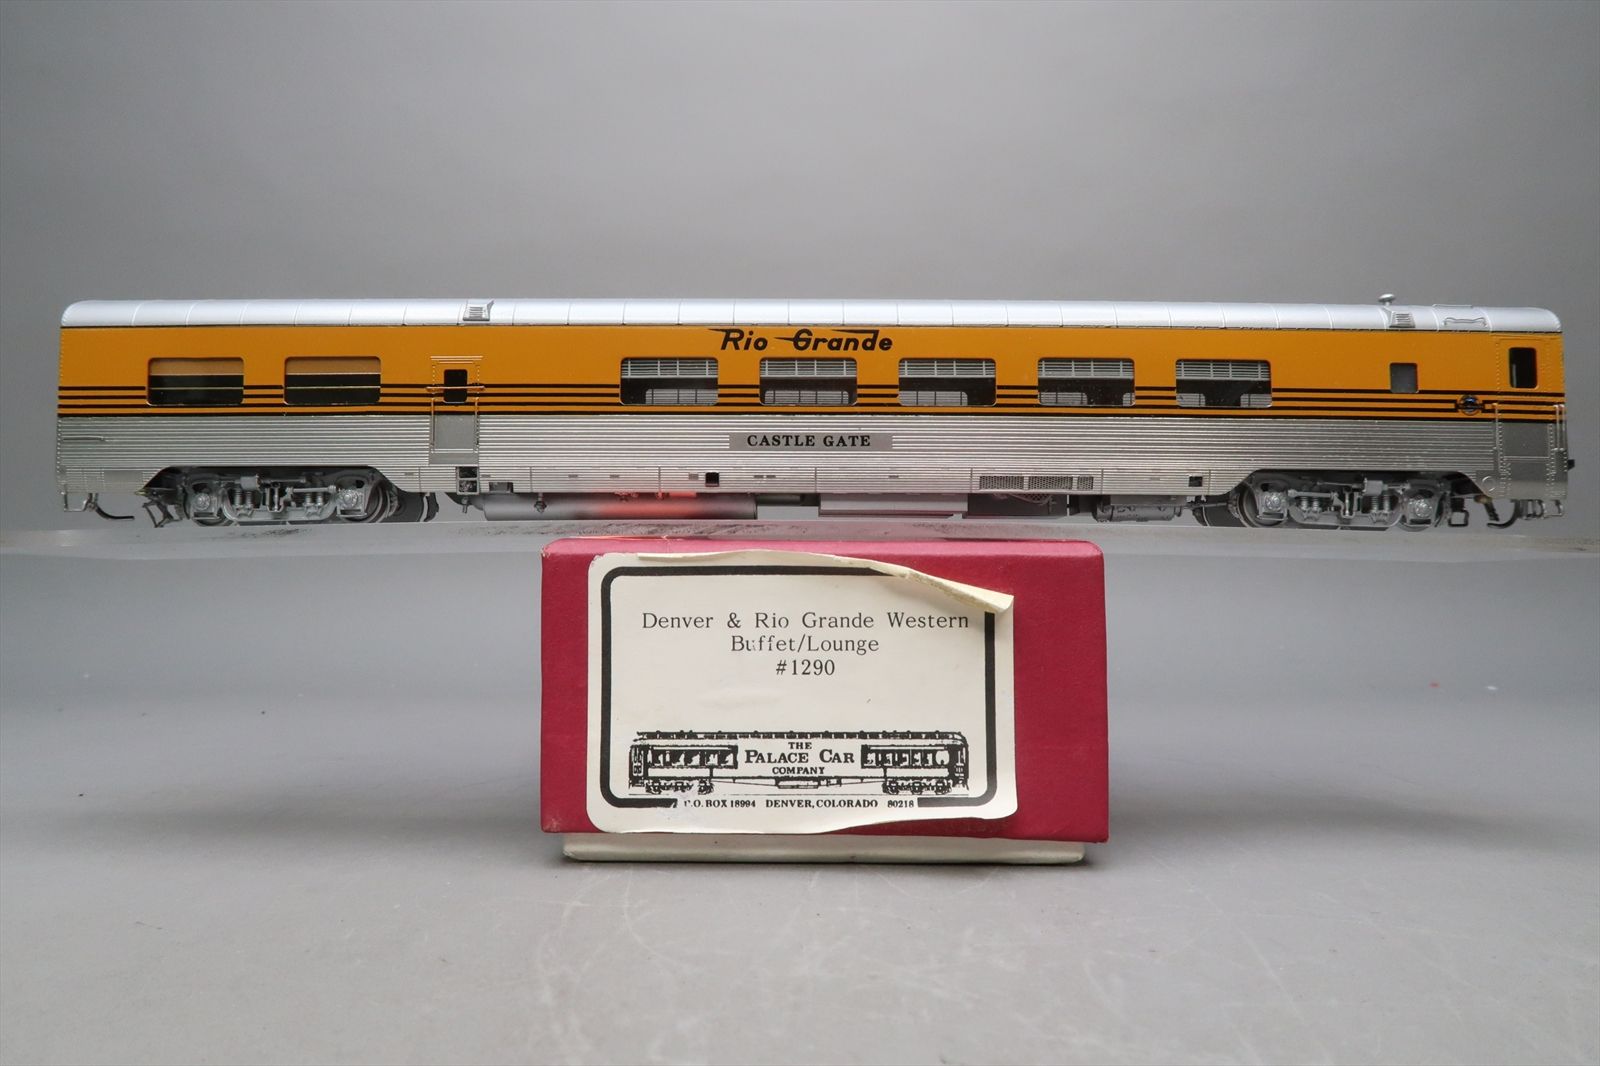 Rio Grande
CASTLE GATE
Denver & Rio Grande Western
Buffet/Lounge
#1290
THE
PALACE CAR
COMPANY
P.O. BOX 18994 DENVER, COLORADO 80218